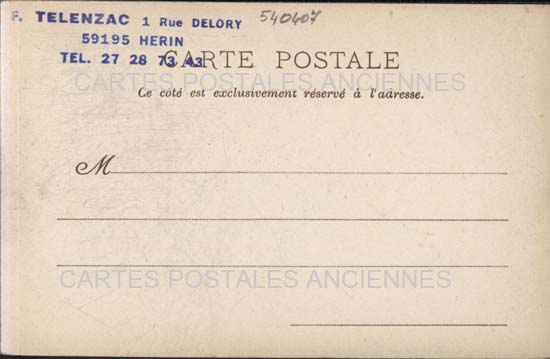 F. TELENZAC 1 Rue DELORY
540407
59195 HERIN
TEL. 27 28 73 43
CARTE POSTALE
CARTES POSTALES ANCIENNES
Ce côté est exclusivement réservé à l'adresse.
M
CARTES POSTALES ANCIENNES